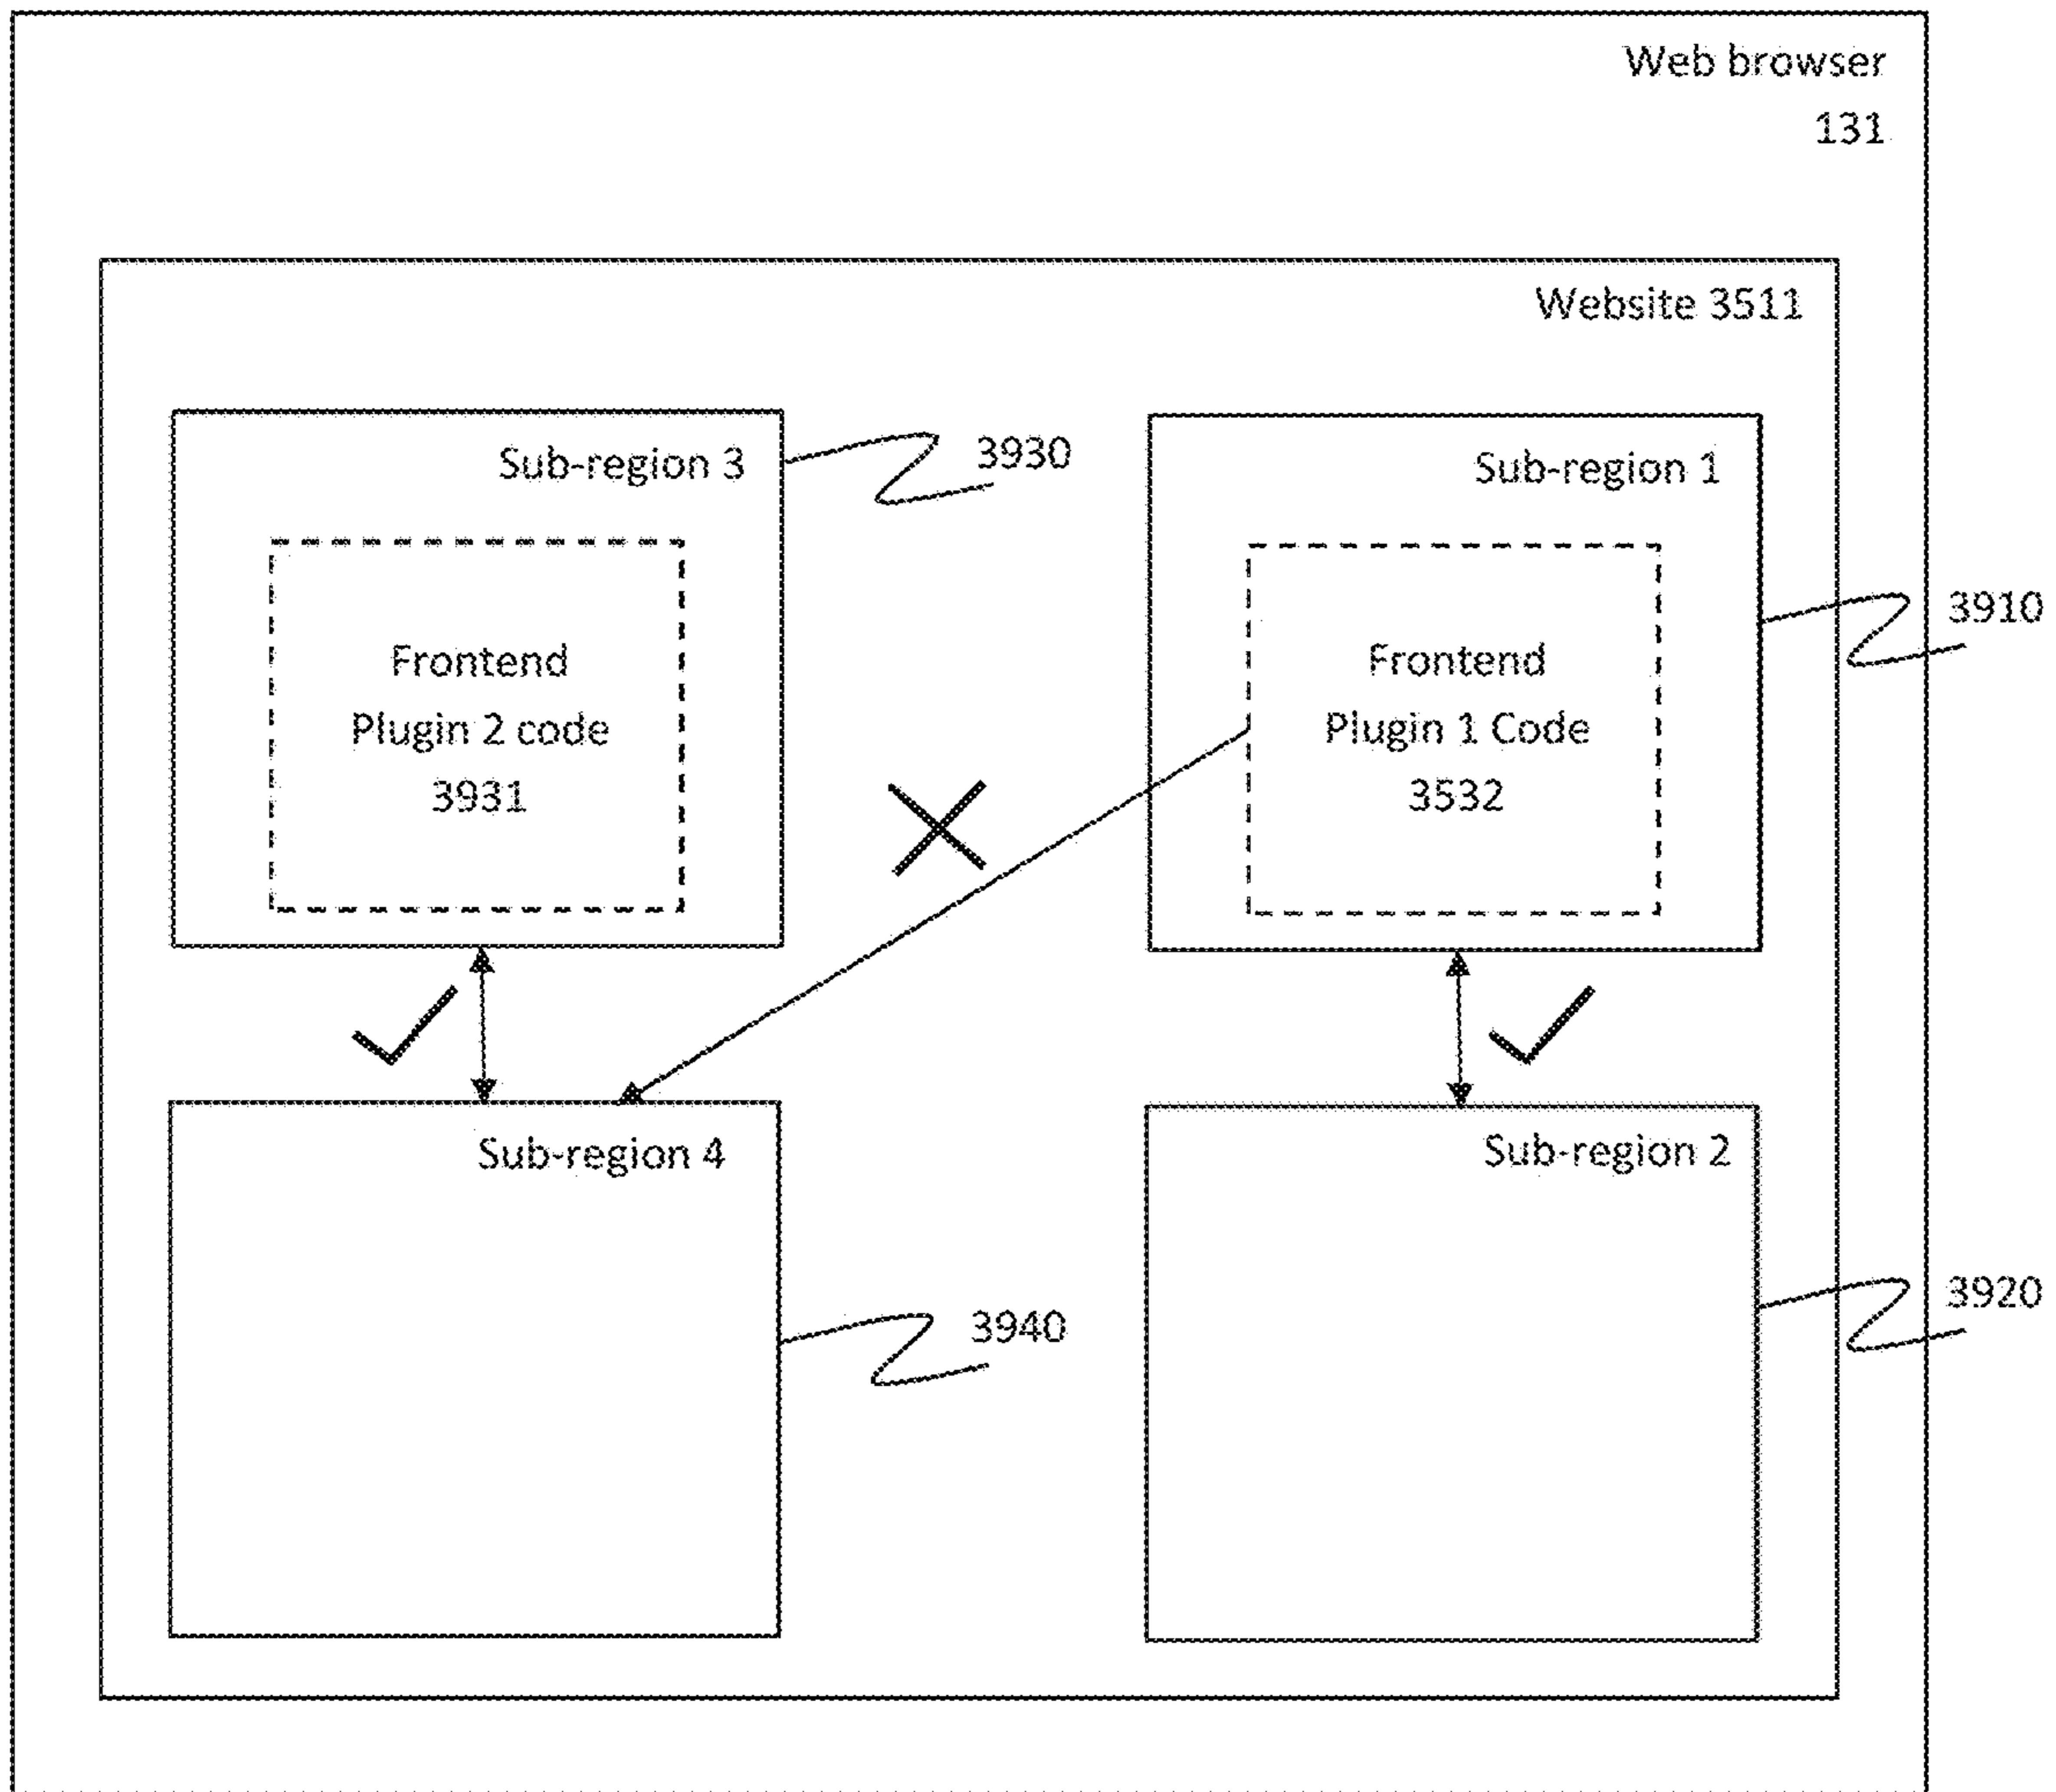 Web browser
131
Website 3511
Sub-region 3
3930
Sub-region 1
3910
Frontend
Plugin 2 code
3931
Frontend
Plugin 1 Code
3532
Sub-region 4
3940
Sub-region 2
3920